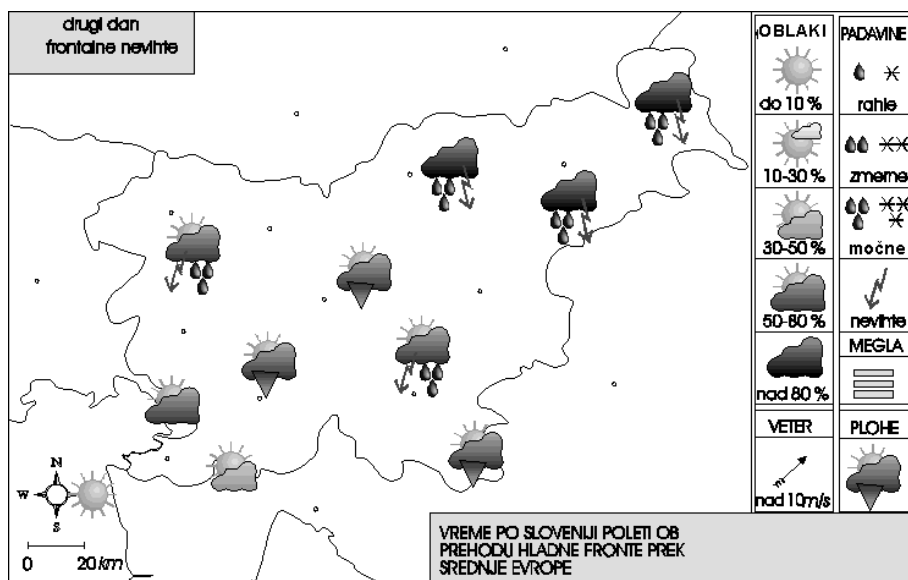 drugi dan
frontalne nevihte
OBLAKI
do 10 %
10-30 %
30-50 %
50-80 %
nad 80 %
VETER
m
nad 10m/s
PADAVINE
rahle
zmerne
močne
nevihte
MEGLA
PLOHE
N
W E
S
0 20 km
VREME PO SLOVENIJI POLETI OB
PREHODU HLADNE FRONTE PREK
SREDNJE EVROPE